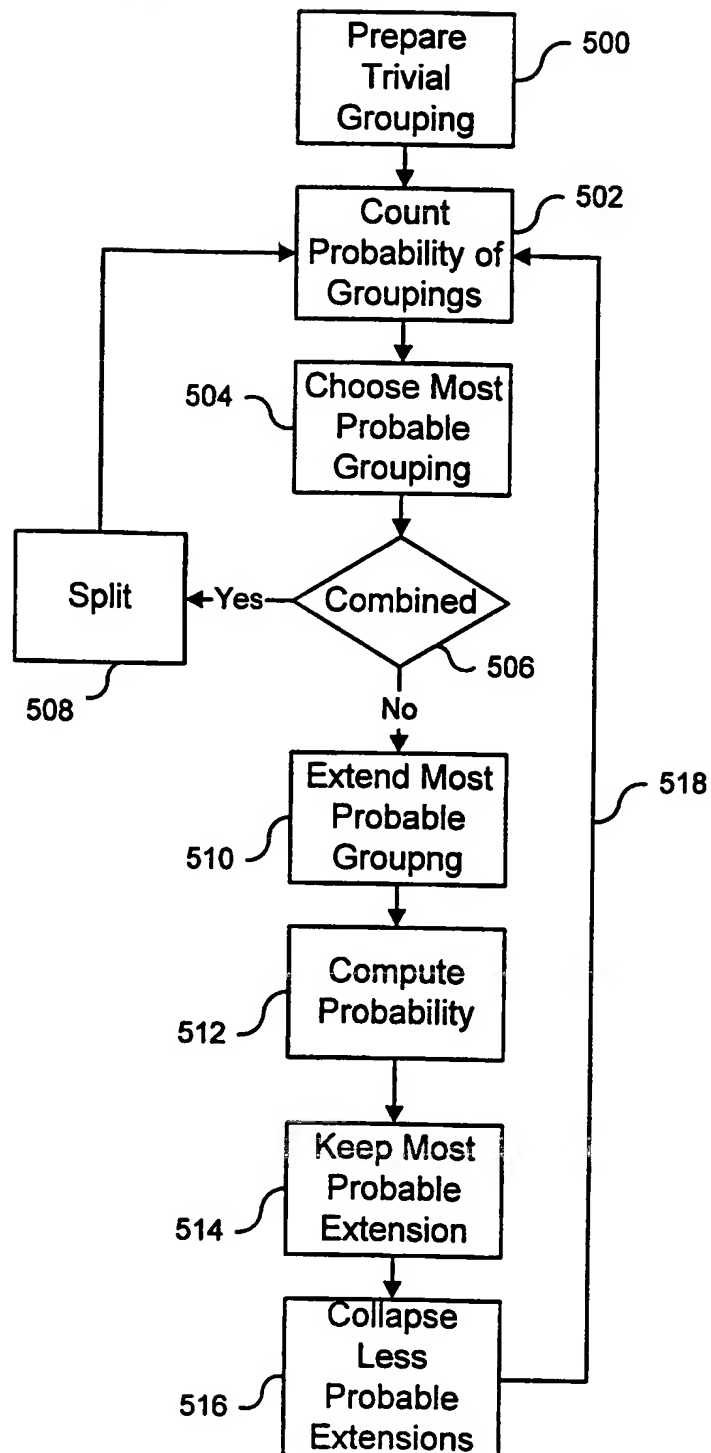 Prepare
Trivial
Grouping
500
Count
Probability of
Groupings
502
Choose Most
Probable
Grouping
504
Combined
506
Yes
Split
508
No
Extend Most
Probable
Groupng
510
518
Compute
Probability
512
Keep Most
Probable
Extension
514
Collapse
Less
Probable
Extensions
516